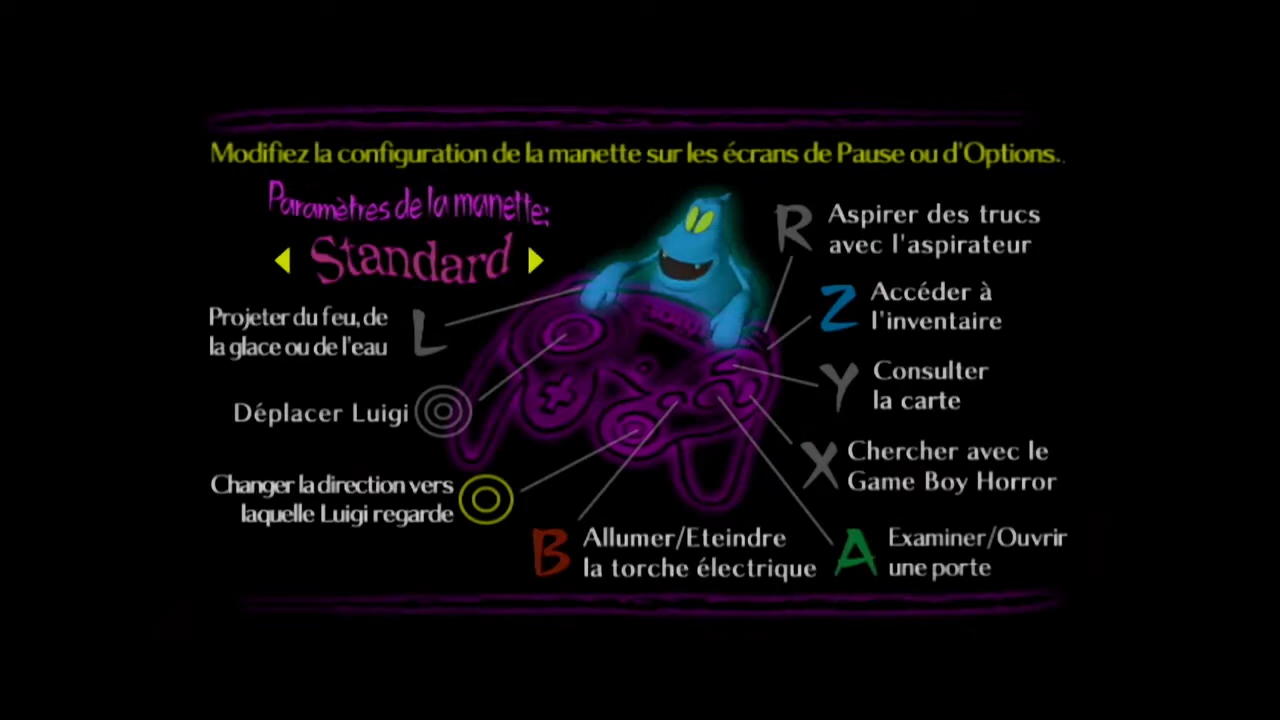 Modifiez la configuration de la manette sur les écrans de Pause ou d'Options.
Paramètres de la manette:
Standard
Projeter du feu, de
la glace ou de l'eau
L
Déplacer Luigi
Changer la direction vers
laquelle Luigi regarde
R
Aspirer des trucs
avec l'aspirateur
Z
Accéder à
l'inventaire
Y
Consulter
la carte
X
Chercher avec le
Game Boy Horror
B
Allumer/Eteindre
la torche électrique
A
Examiner/Ouvrir
une porte